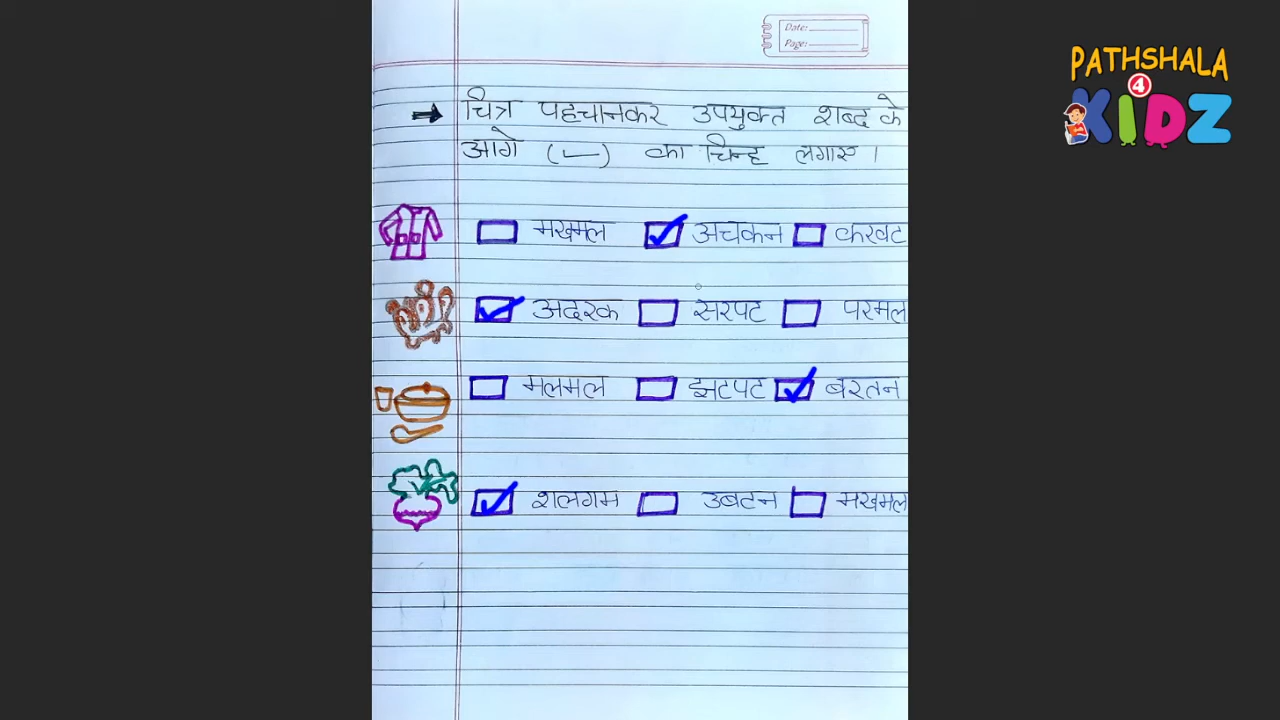 Date:
Page:
PATHSHALA
4
KIDZ
चित्र पहचानकर उपयुक्त शब्द के
आगे (✓) का चिन्ह लगाए ।
मखमल अचकन करवट
अदरक संरपट परमल
मलमल झटपट बरतन
शलगम उबटन मखमल